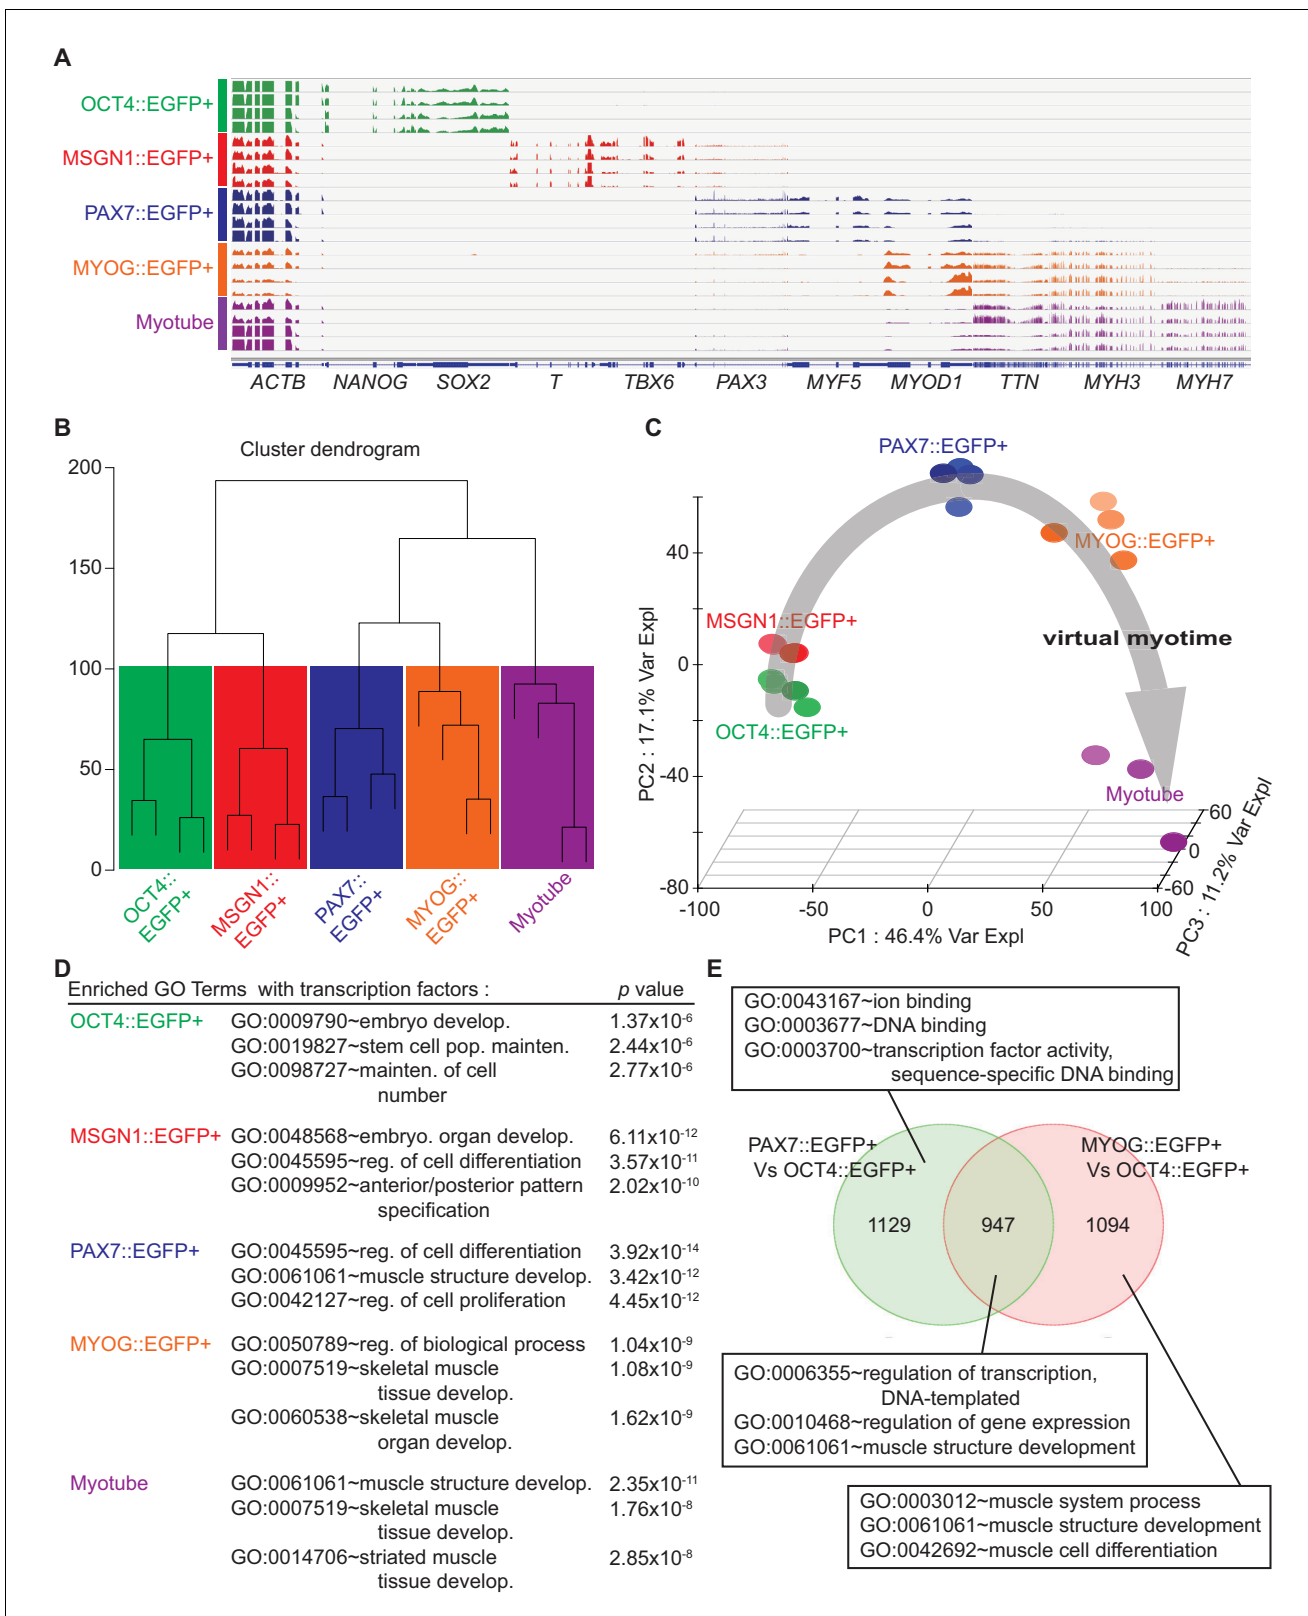 A
OCT4::EGFP+
MSGN1::EGFP+
PAX7::EGFP+
MYOG::EGFP+
Myotube
ACTB NANOG SOX2 T TBX6 PAX3 MYF5 MYOD1 TTN MYH3 MYH7
B
Cluster dendrogram
200
150
100
50
0
OCT4::
EGFP+
MSGN1::
EGFP+
PAX7::
EGFP+
MYOG::
EGFP+
Myotube
C
PAX7::EGFP+
MYOG::EGFP+
MSGN1::EGFP+
virtual myotime
OCT4::EGFP+
Myotube
PC2 : 17.1% Var Expl
40
0
-40
-80
-100 -50 0 50 100
PC1 : 46.4% Var Expl
60
0
-60
PC3 : 11.2% Var Expl
D
Enriched GO Terms with transcription factors : p value
OCT4::EGFP+ GO:0009790~embryo develop. 1.37x10-6
GO:0019827~stem cell pop. mainten. 2.44x10-6
GO:0098727~mainten. of cell 2.77x10-6
number
MSGN1::EGFP+ GO:0048568~embryo. organ develop. 6.11x10-12
GO:0045595~reg. of cell differentiation 3.57x10-11
GO:0009952~anterior/posterior pattern 2.02x10-10
specification
PAX7::EGFP+ GO:0045595~reg. of cell differentiation 3.92x10-14
GO:0061061~muscle structure develop. 3.42x10-12
GO:0042127~reg. of cell proliferation 4.45x10-12
MYOG::EGFP+ GO:0050789~reg. of biological process 1.04x10-9
GO:0007519~skeletal muscle 1.08x10-9
tissue develop.
GO:0060538~skeletal muscle 1.62x10-9
organ develop.
Myotube GO:0061061~muscle structure develop. 2.35x10-11
GO:0007519~skeletal muscle 1.76x10-8
tissue develop.
GO:0014706~striated muscle 2.85x10-8
tissue develop.
E
GO:0043167~ion binding
GO:0003677~DNA binding
GO:0003700~transcription factor activity,
sequence-specific DNA binding
PAX7::EGFP+
Vs OCT4::EGFP+
MYOG::EGFP+
Vs OCT4::EGFP+
1129 947 1094
GO:0006355~regulation of transcription,
DNA-templated
GO:0010468~regulation of gene expression
GO:0061061~muscle structure development
GO:0003012~muscle system process
GO:0061061~muscle structure development
GO:0042692~muscle cell differentiation